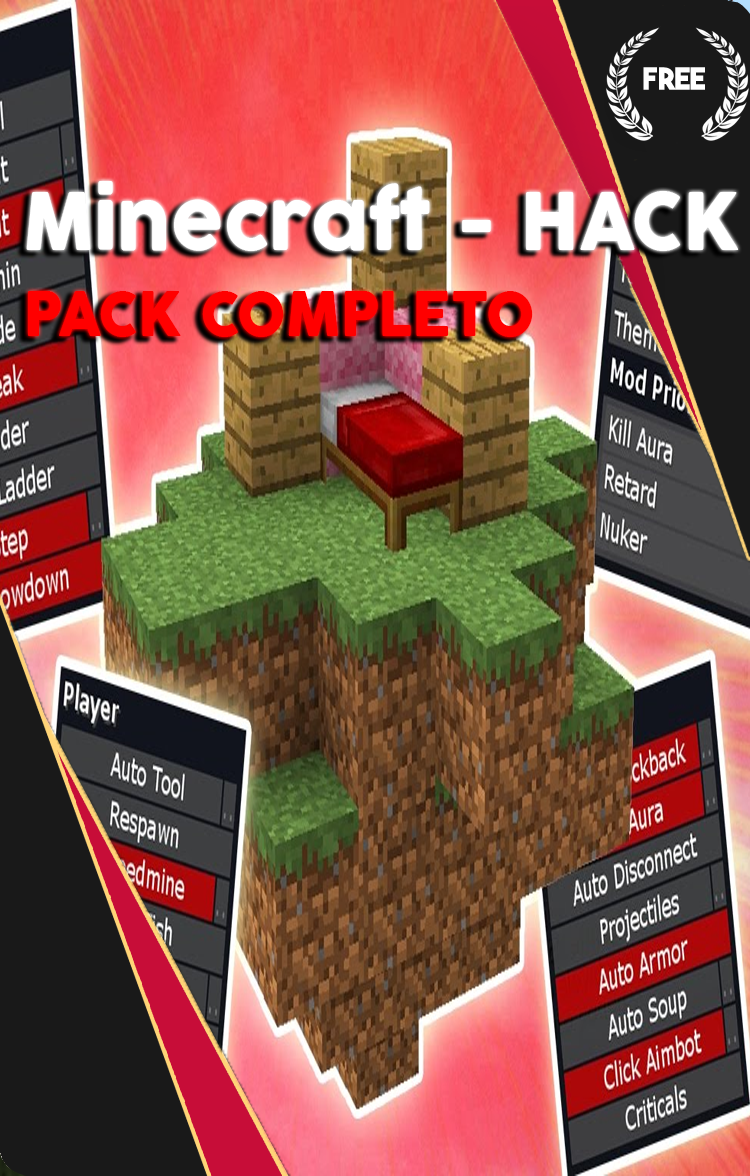 FREE
Minecraft - HACK
PACK COMPLETO
Mod
Kill Aura
Retard
Nuker
Ladder
Player
Auto Tool
Respawn
Aura
Auto Disconnect
Projectiles
Auto Armor
Auto Soup
Click Aimbot
Criticals